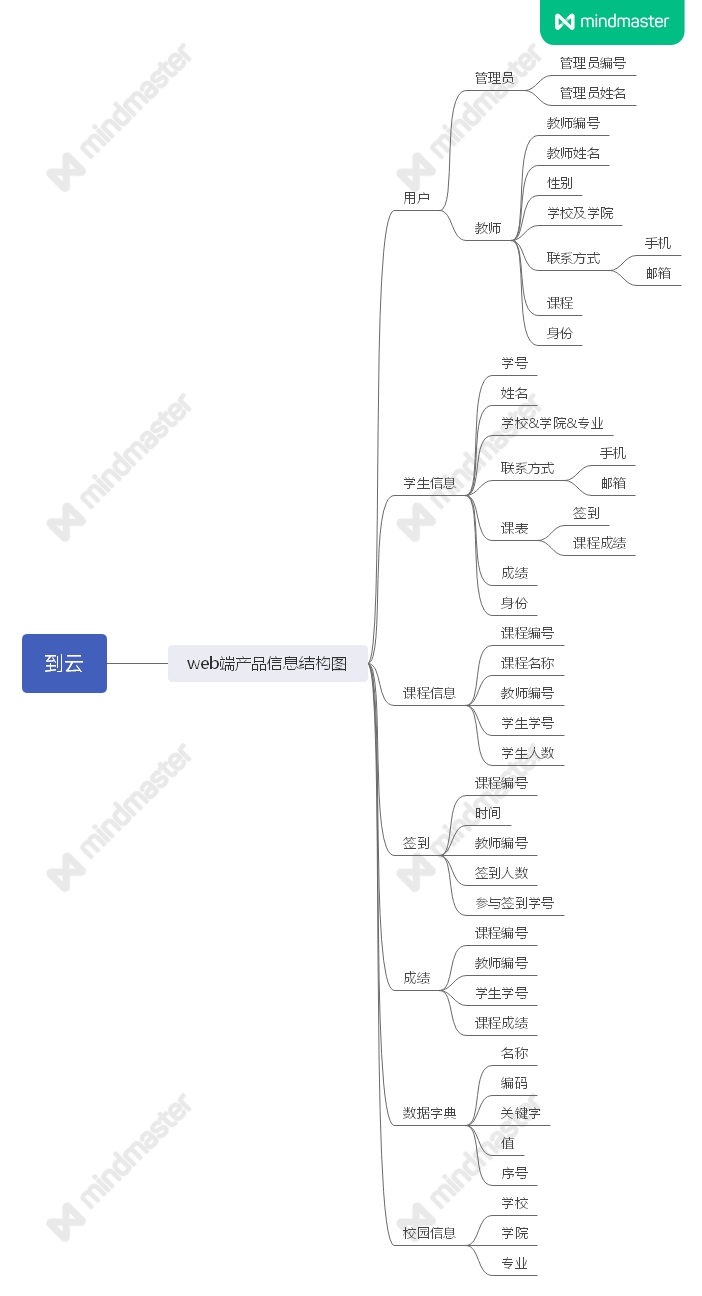 mindmaster
到云
web端产品信息结构图
用户
管理员
管理员编号
管理员姓名
教师
教师编号
教师姓名
性别
学校及学院
联系方式
手机
邮箱
课程
身份
学生信息
学号
姓名
学校&学院&专业
联系方式
手机
邮箱
课表
签到
课程成绩
成绩
身份
课程信息
课程编号
课程名称
教师编号
学生学号
学生人数
签到
课程编号
时间
教师编号
签到人数
参与签到学号
成绩
课程编号
教师编号
学生学号
课程成绩
数据字典
名称
编码
关键字
值
序号
校园信息
学校
学院
专业
mindmaster
mindmaster
mindmaster
mindmaster
mindmaster
mindmaster
mindmaster
mindmaster